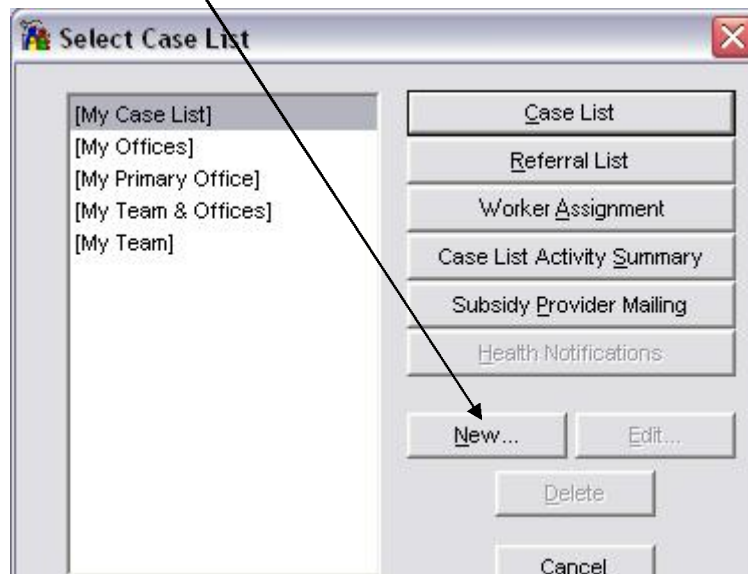 Select Case List
[My Case List]
[My Offices]
[My Primary Office]
[My Team & Offices]
[My Team]
Case List
Referral List
Worker Assignment
Case List Activity Summary
Subsidy Provider Mailing
Health Notifications
New...
Edit...
Delete
Cancel